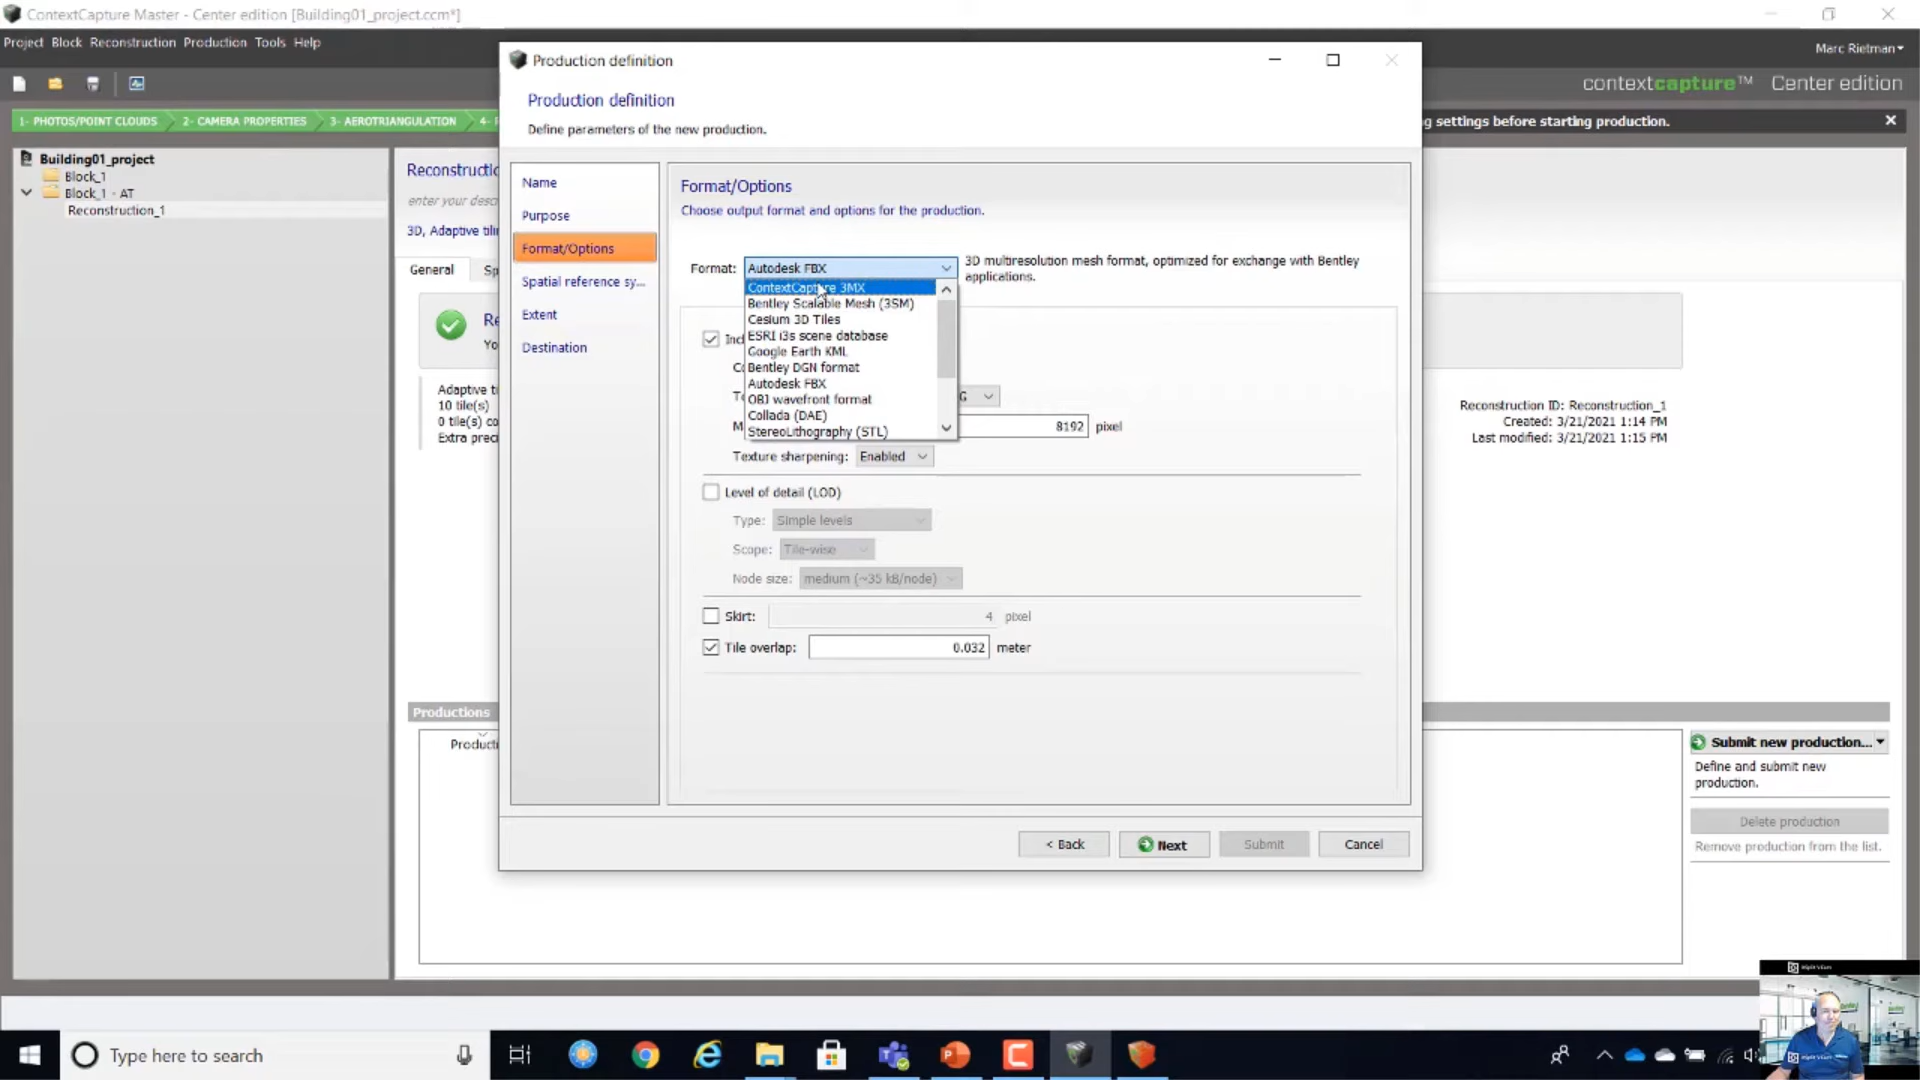 ContextCapture Master - Center edition [Building01_project.ccm*]
Project Block Reconstruction Production Tools Help
Marc Rietman
contextcapture™ Center edition
1- PHOTOS/POINT CLOUDS 2- CAMERA PROPERTIES 3- AEROTRIANGULATION 4-
g settings before starting production.
Building01_project
Block_1
Block_1 - AT
Reconstruction_1
Reconstructio
enter your desc
3D, Adaptive tili
General Sp
Re
Yo
Adaptive ti
10 tile(s)
0 tile(s) co
Extra prec
Reconstruction ID: Reconstruction_1
Created: 3/21/2021 1:14 PM
Last modified: 3/21/2021 1:15 PM
Productions
Producti
Submit new production...
Define and submit new
production.
Delete production
Remove production from the list.
Production definition
Production definition
Define parameters of the new production.
Name
Purpose
Format/Options
Spatial reference sy...
Extent
Destination
Format/Options
Choose output format and options for the production.
Format: Autodesk FBX
3D multiresolution mesh format, optimized for exchange with Bentley
applications.
ContextCapture 3MX
Bentley Scalable Mesh (3SM)
Cesium 3D Tiles
ESRI i3s scene database
Google Earth KML
Bentley DGN format
Autodesk FBX
OBJ wavefront format
Collada (DAE)
StereoLithography (STL)
Incl
Co
Te G
M 8192 pixel
Texture sharpening: Enabled
Level of detail (LOD)
Type: Simple levels
Scope: Tile-wise
Node size: medium (~35 kB/node)
Skirt: 4 pixel
Tile overlap: 0.032 meter
< Back Next Submit Cancel
Type here to search